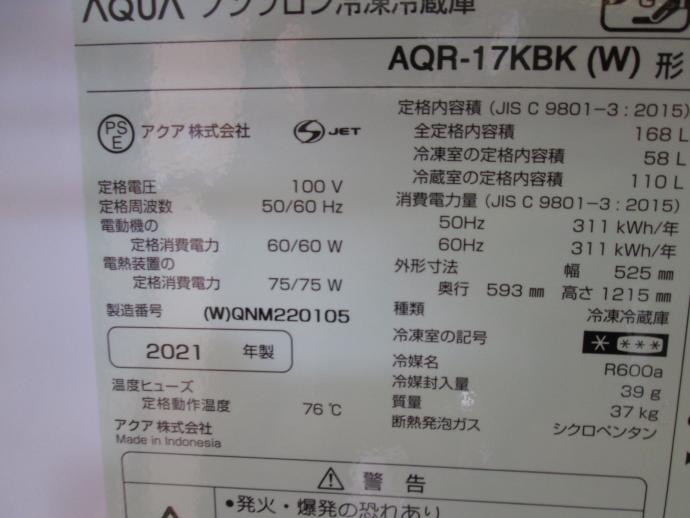 AQUA ノンフロン冷凍冷蔵庫
AQR-17KBK (W) 形
PS
E
アクア 株式会社
S JET
定格電圧 100 V
定格周波数 50/60 Hz
電動機の
定格消費電力 60/60 W
電熱装置の
定格消費電力 75/75 W
製造番号 (W)QNM220105
2021 年製
温度ヒューズ
定格動作温度 76 ℃
アクア 株式会社
Made in Indonesia
定格内容積 (JIS C 9801-3 : 2015)
全定格内容積 168 L
冷凍室の定格内容積 58 L
冷蔵室の定格内容積 110 L
消費電力量 (JIS C 9801-3 : 2015)
50Hz 311 kWh/年
60Hz 311 kWh/年
外形寸法 幅 525 ㎜
奥行 593 ㎜ 高さ 1215 ㎜
種類 冷凍冷蔵庫
冷凍室の記号 * ***
冷媒名 R600a
冷媒封入量 39 g
質量 37 kg
断熱発泡ガス シクロペンタン
警告
•発火・爆発の恐れあり